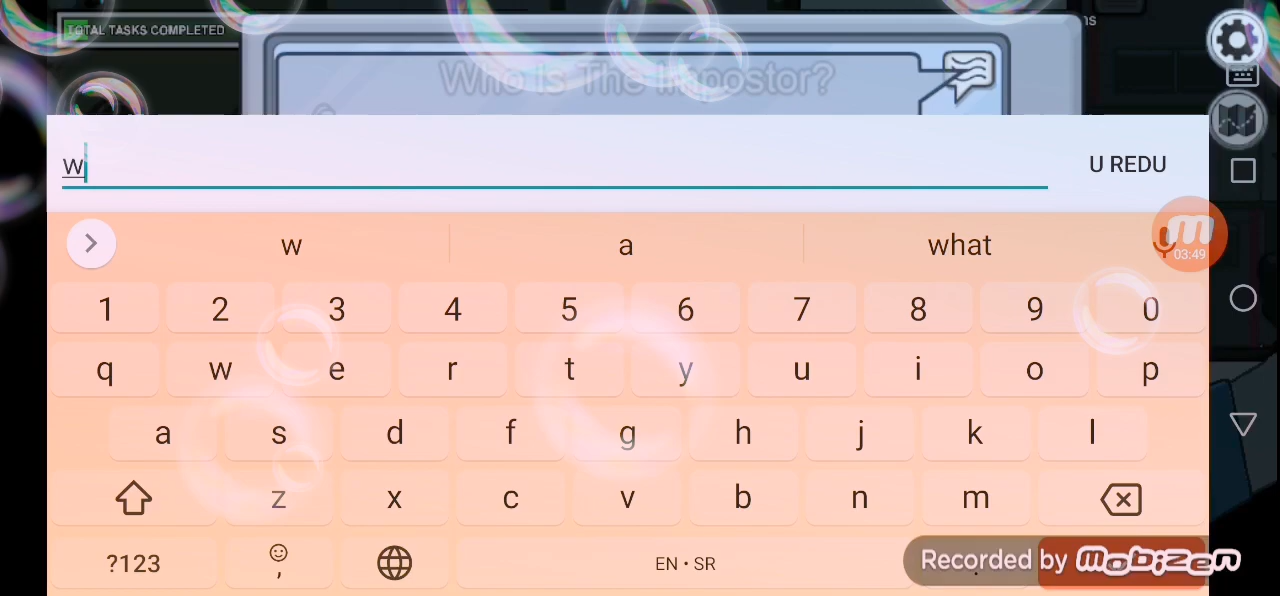 TOTAL TASKS COMPLETED
ns
Who Is The Impostor?
w
U REDU
w a what
03:49
1 2 3 4 5 6 7 8 9 0
q w e r t y u i o p
a s d f g h j k l
z x c v b n m
?123 , EN • SR .
Recorded by mobizen